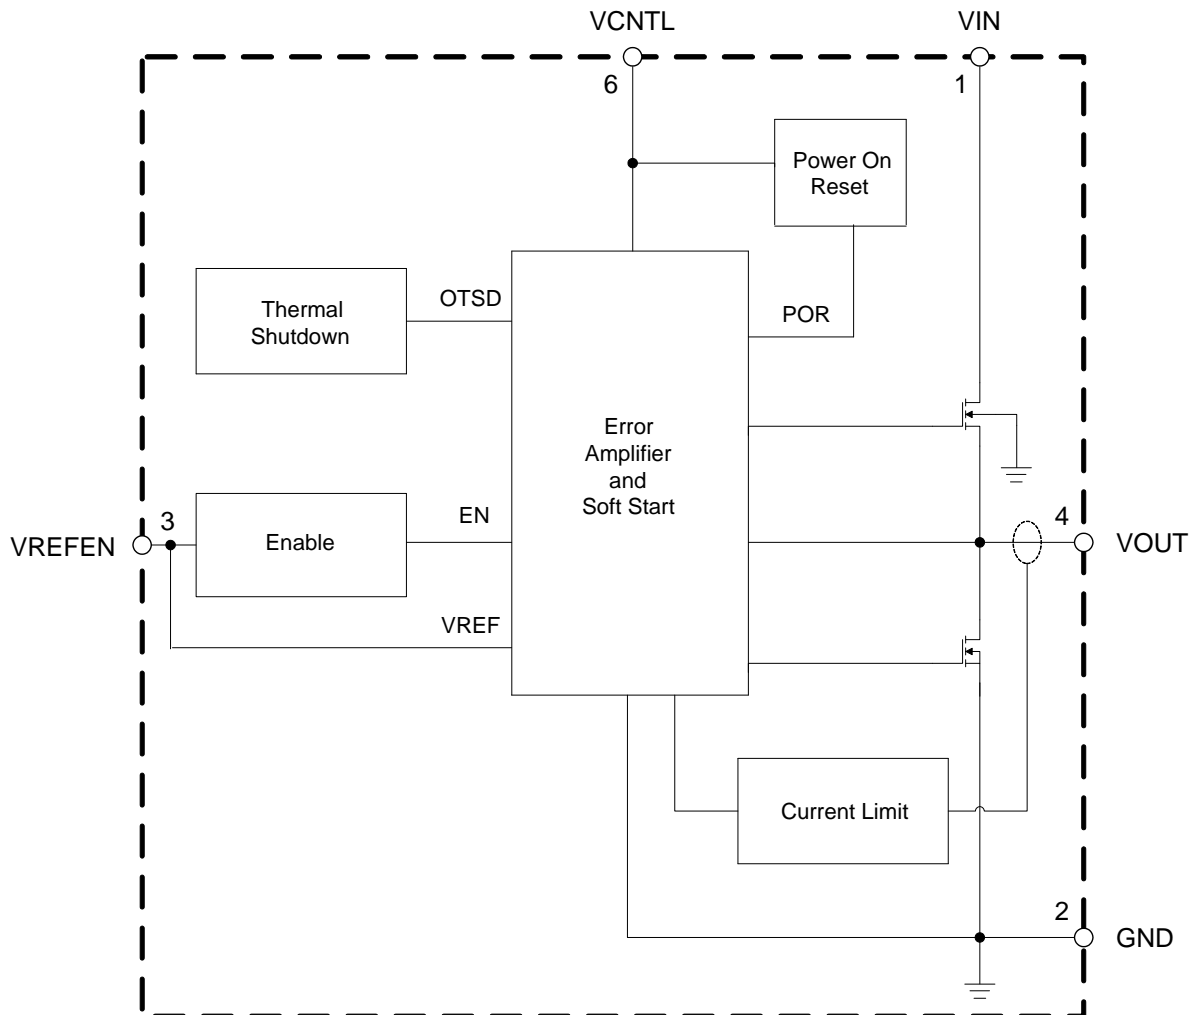 VCNTL
VIN
6
1
Power On
Reset
Thermal
Shutdown
OTSD
POR
Error
Amplifier
and
Soft Start
VREFEN
3
Enable
EN
4
VOUT
VREF
Current Limit
2
GND